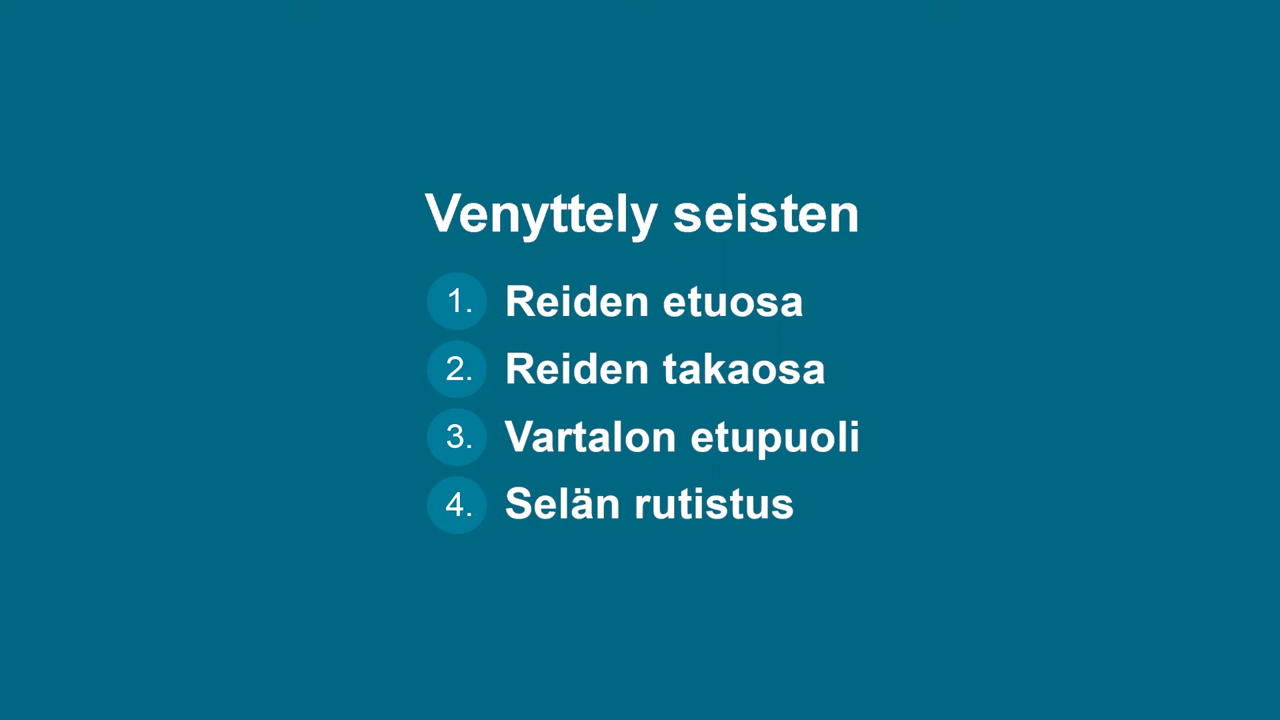 Venyttely seisten
1. Reiden etuosa
2. Reiden takaosa
3. Vartalon etupuoli
4. Selän rutistus